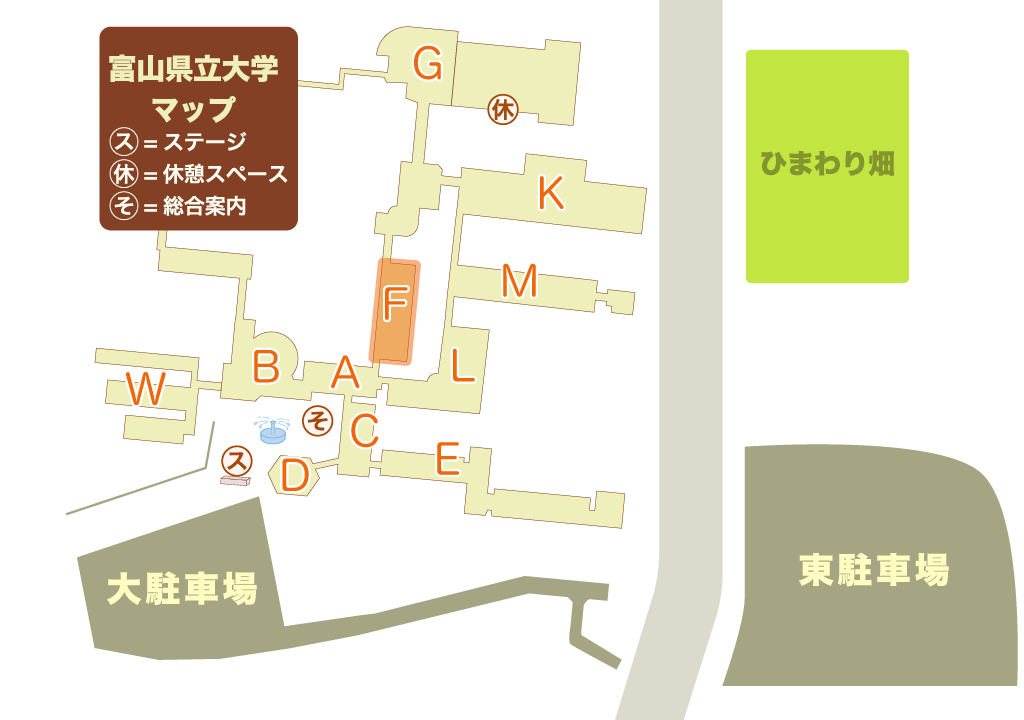 富山県立大学
マップ
ス = ステージ
休 = 休憩スペース
そ = 総合案内
G
休
K
ひまわり畑
M
F
B
A
L
W
そ
C
ス
D
E
大駐車場
東駐車場